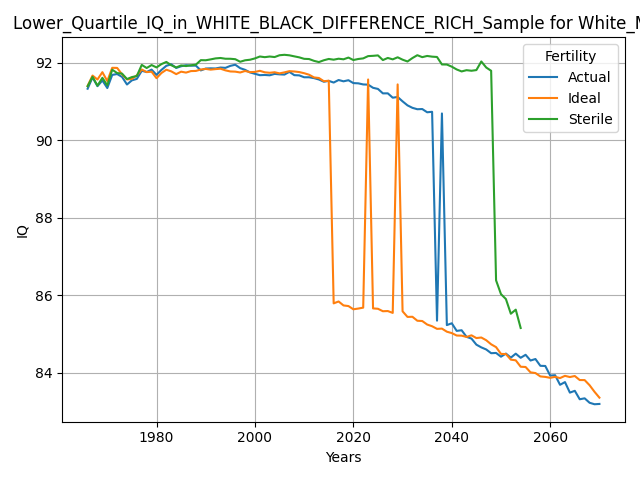 Lower_Quartile_IQ_in_WHITE_BLACK_DIFFERENCE_RICH_Sample for White_M
Fertility
Actual
Ideal
Sterile
IQ
92
90
88
86
84
1980
2000
2020
2040
2060
Years